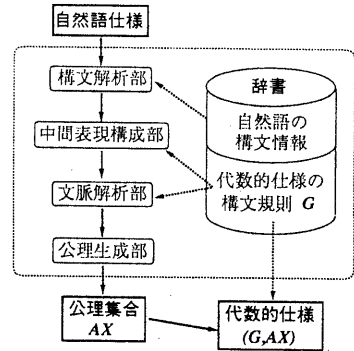 自然語仕様
構文解析部
中間表現構成部
文脈解析部
公理生成部
公理集合
AX
辞書
自然語の
構文情報
代数的仕様の
構文規則 G
代数的仕様
(G,AX)